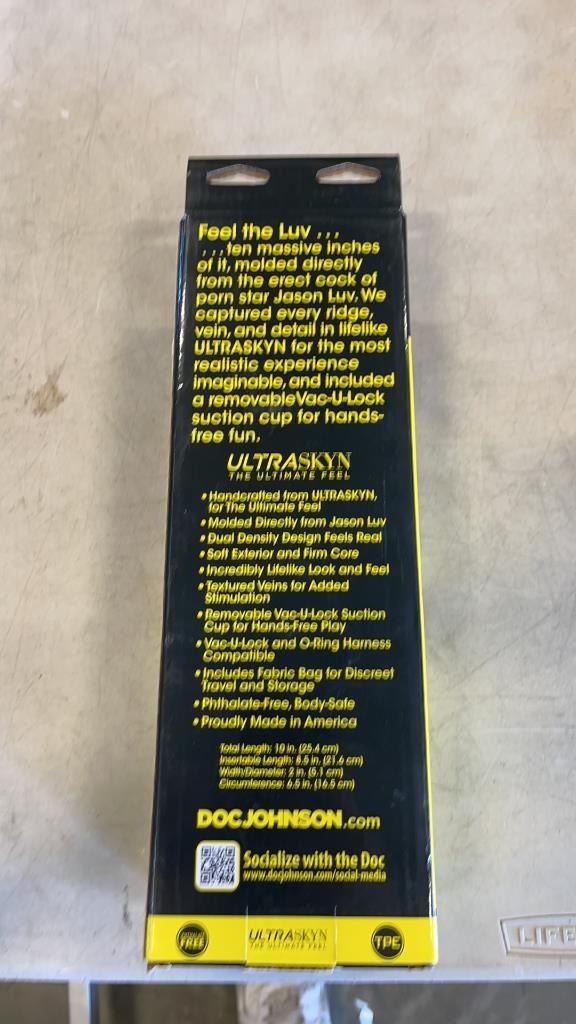 Feel the Luv ...
...ten massive inches
of it, molded directly
from the erect cock of
porn star Jason Luv. We
captured every ridge,
vein, and detail in lifelike
ULTRASKYN for the most
realistic experience
imaginable, and included
a removable Vac-U-Lock
suction cup for hands-
free fun.
ULTRASKYN
THE ULTIMATE FEEL
• Handcrafted from ULTRASKYN,
for The Ultimate Feel
• Molded Directly from Jason Luv
• Dual Density Design Feels Real
• Soft Exterior and Firm Core
• Incredibly Lifelike Look and Feel
• Textured Veins for Added
Stimulation
• Removable Vac-U-Lock Suction
Cup for Hands-Free Play
• Vac-U-Lock and O-Ring Harness
Compatible
• Includes Fabric Bag for Discreet
Travel and Storage
• Phthalate-Free, Body-Safe
• Proudly Made in America
Total Length: 10 in. (25.4 cm)
Insertable Length: 8.5 in. (21.6 cm)
Width/Diameter: 2 in. (5.1 cm)
Circumference: 6.5 in. (16.5 cm)
DOCJOHNSON.com
Socialize with the Doc
www.docjohnson.com/social-media
PHTHALATE
FREE
ULTRASKYN
THE ULTIMATE FEEL
TPE
LIFE